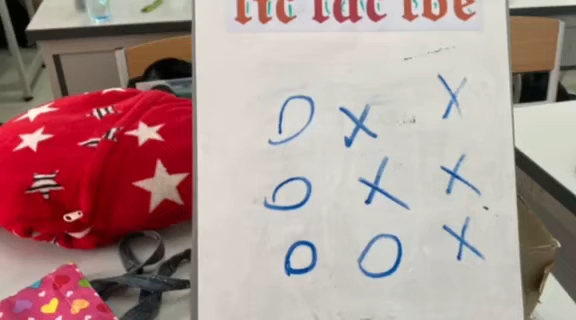 tic tac toe
O X X
O X X
O O X